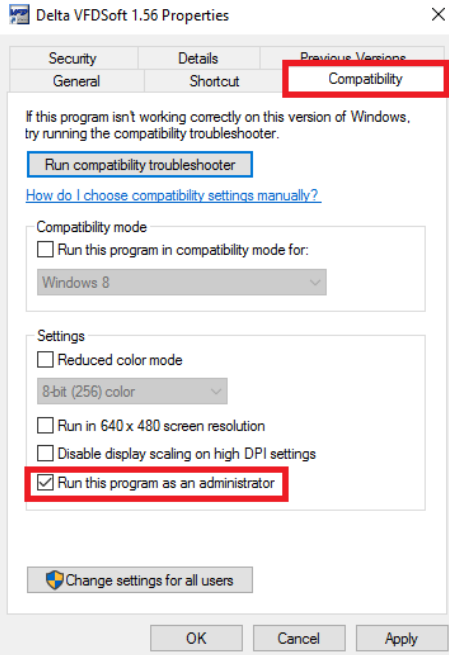 Delta VFDSoft 1.56 Properties
Security Details Previous Versions
General Shortcut Compatibility
If this program isn't working correctly on this version of Windows,
try running the compatibility troubleshooter.
Run compatibility troubleshooter
How do I choose compatibility settings manually?
Compatibility mode
Run this program in compatibility mode for:
Windows 8
Settings
Reduced color mode
8-bit (256) color
Run in 640 x 480 screen resolution
Disable display scaling on high DPI settings
Run this program as an administrator
Change settings for all users
OK Cancel Apply